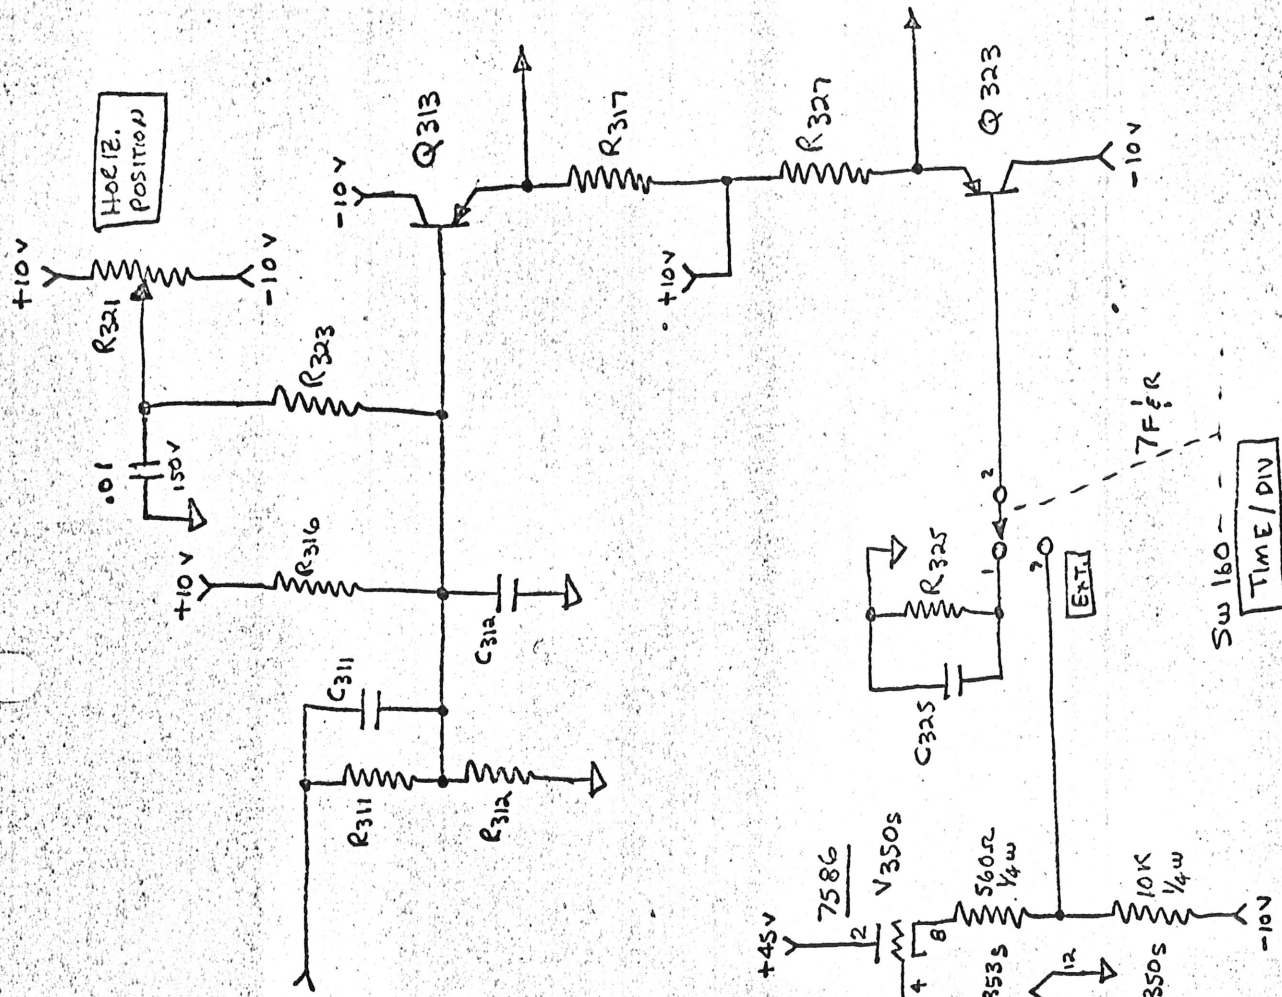 HORIZ.
POSITION
+10V
R321
-10V
-10V
Q313
R317
R327
Q323
-10V
+10V
R323
.01
150V
+10V
R316
C312
C311
R311
R312
7F&R
2
1
R325
C325
EXT.
SW 160
TIME/DIV
7586
V350S
+45V
2
8
4
560Ω
¼W
10K
¼W
-10V
353S
12
350S